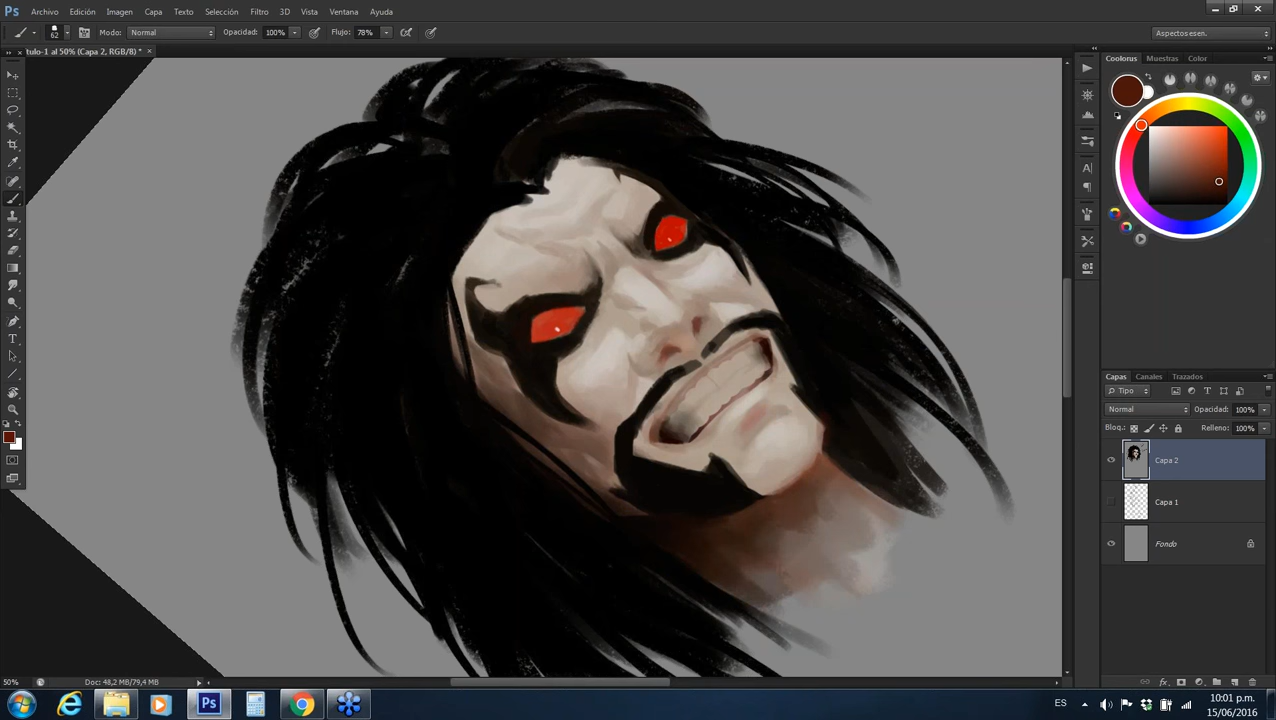 Ps Archivo Edición Imagen Capa Texto Selección Filtro 3D Vista Ventana Ayuda
62 Modo: Normal Opacidad: 100% Flujo: 78% Aspectos esen.
tulo-1 al 50% (Capa 2, RGB/8) * ×
Coolorus Muestras Color
Capas Canales Trazados
Tipo
Normal Opacidad: 100%
Bloq.: Relleno: 100%
Capa 2
Capa 1
Fondo
50% Doc: 48,2 MB/79,4 MB
Ps ES 10:01 p.m.
15/06/2016